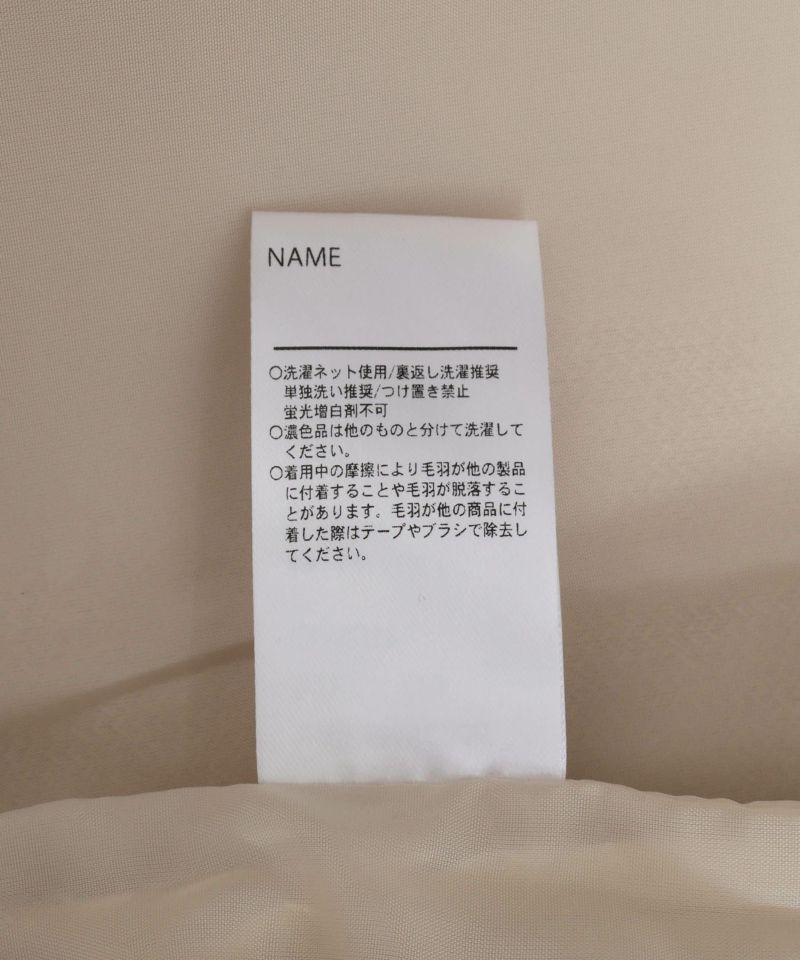 NAME
○洗濯ネット使用/裏返し洗濯推奨
単独洗い推奨/つけ置き禁止
蛍光増白剤不可
○濃色品は他のものと分けて洗濯して
ください。
○着用中の摩擦により毛羽が他の製品
に付着することや毛羽が脱落するこ
とがあります。毛羽が他の商品に付
着した際はテープやブラシで除去し
てください。